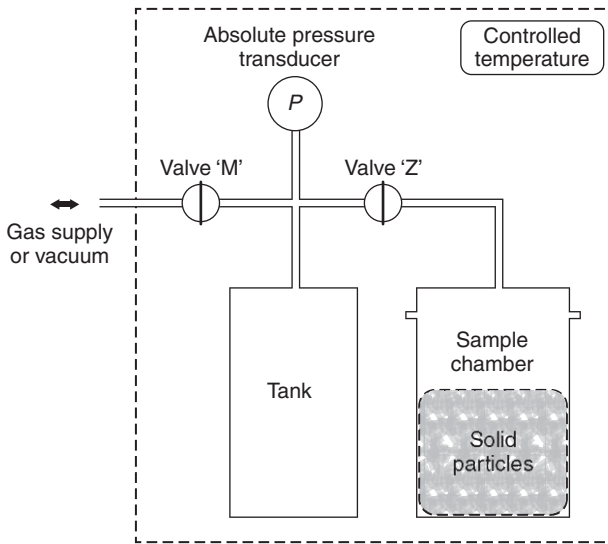 Absolute pressure
transducer
Controlled
temperature
P
Valve ‘M’
Valve ‘Z’
Gas supply
or vacuum
Tank
Sample
chamber
Solid
particles